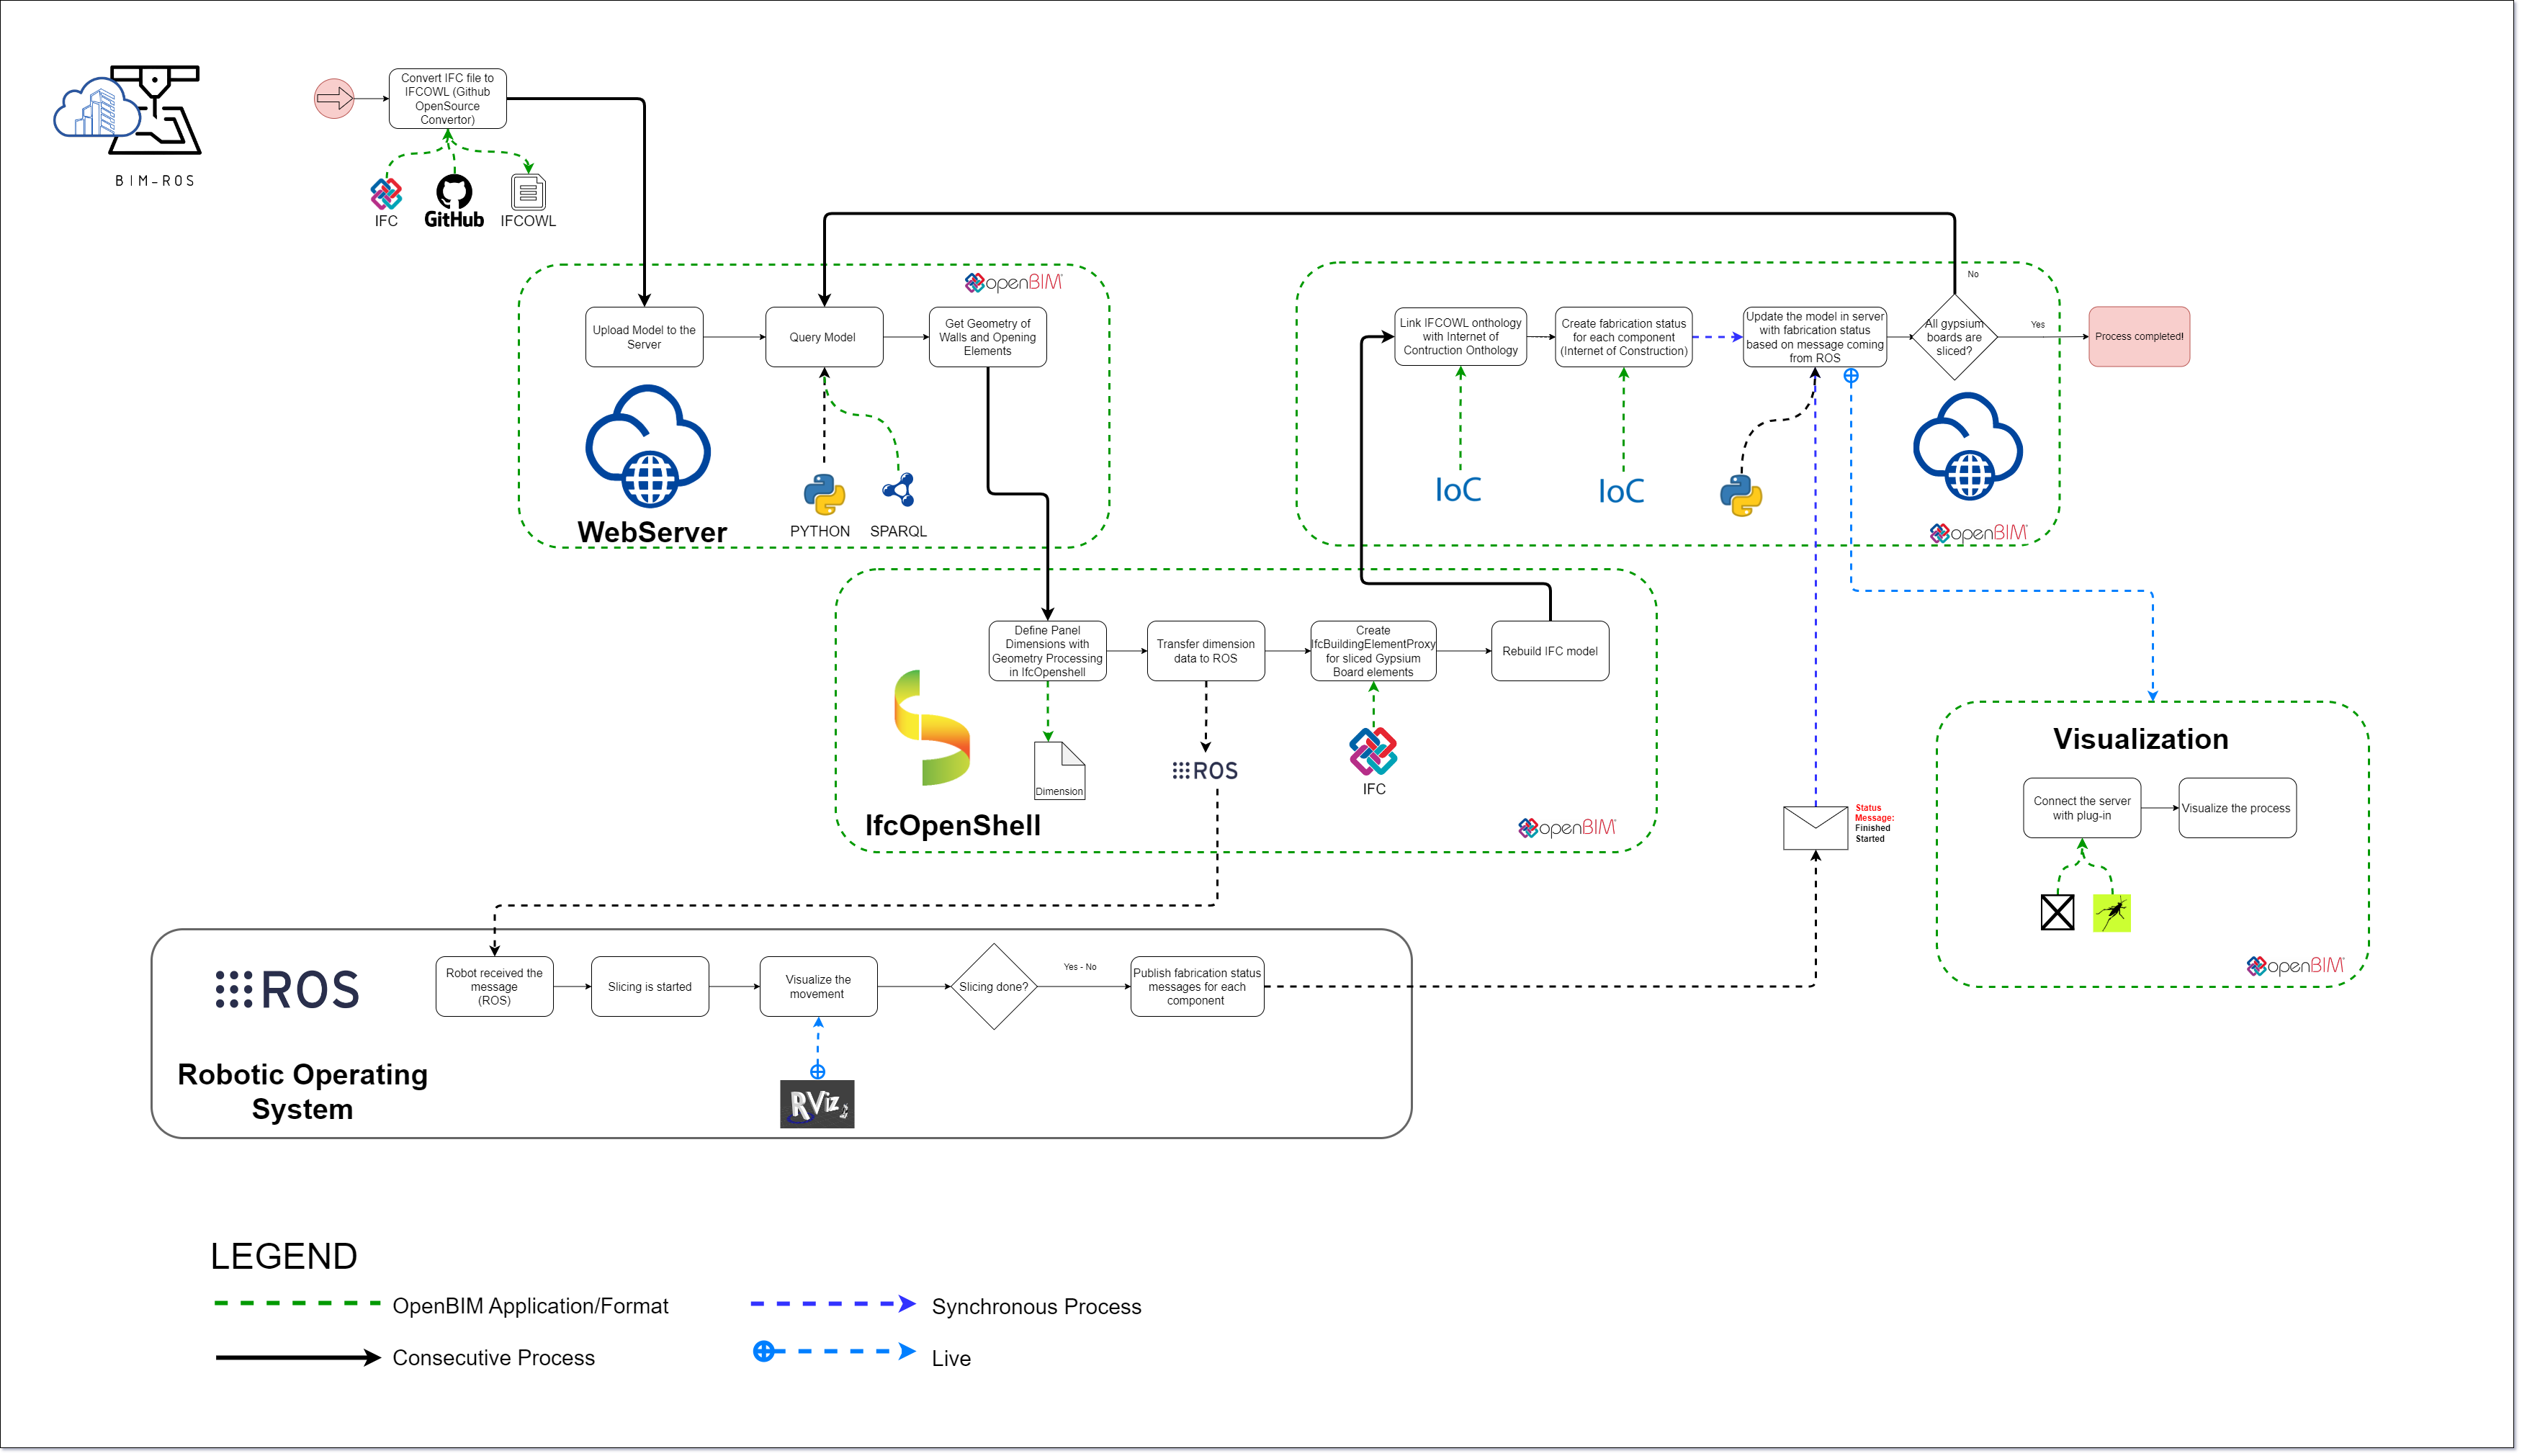 BIM-ROS
Convert IFC file to
IFCOWL (Github
OpenSource
Convertor)
IFC
GitHub
IFCOWL
openBIM
Upload Model to the
Server
Query Model
Get Geometry of
Walls and Opening
Elements
WebServer
PYTHON
SPARQL
No
Link IFCOWL onthology
with Internet of
Contruction Onthology
Create fabrication status
for each component
(Internet of Construction)
Update the model in server
with fabrication status
based on message coming
from ROS
All gypsium
boards are
sliced?
Yes
Process completed!
IoC
IoC
openBIM
Define Panel
Dimensions with
Geometry Processing
in IfcOpenshell
Transfer dimension
data to ROS
Create
IfcBuildingElementProxy
for sliced Gypsium
Board elements
Rebuild IFC model
Dimension
ROS
IFC
IfcOpenShell
openBIM
Status
Message:
Finished
Started
Visualization
Connect the server
with plug-in
Visualize the process
openBIM
ROS
Robotic Operating
System
Robot received the
message
(ROS)
Slicing is started
Visualize the
movement
Slicing done?
Yes - No
Publish fabrication status
messages for each
component
RViz
LEGEND
OpenBIM Application/Format
Synchronous Process
Consecutive Process
Live